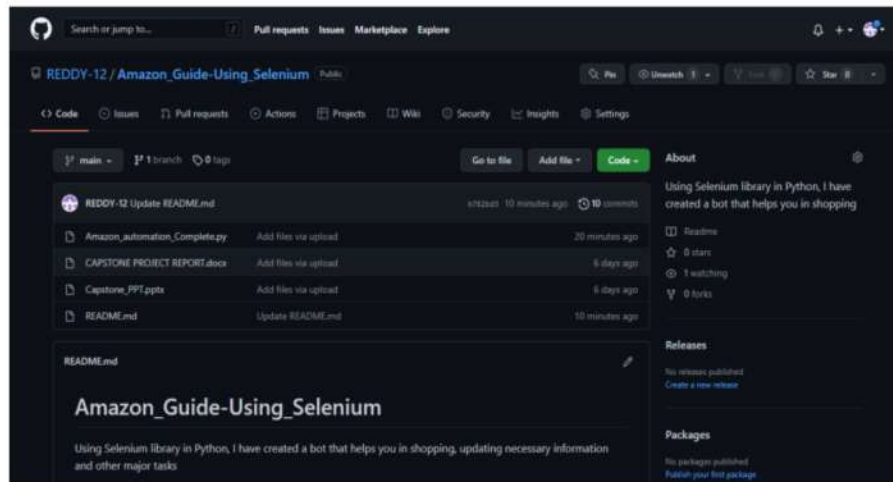 Search or jump to... /
Pull requests Issues Marketplace Explore
REDDY-12 / Amazon_Guide-Using_Selenium Public
Pin Unwatch 1 Star 0
Code Issues Pull requests Actions Projects Wiki Security Insights Settings
main 1 branch 0 tags Go to file Add file Code
REDDY-12 Update README.md 10 minutes ago 10 commits
Amazon_automation_Complete.py Add files via upload 20 minutes ago
CAPSTONE PROJECT REPORT.docx Add files via upload 6 days ago
Capstone_PPT.pptx Add files via upload 6 days ago
README.md Update README.md 10 minutes ago
README.md
Amazon_Guide-Using_Selenium
Using Selenium library in Python, I have created a bot that helps you in shopping, updating necessary information
and other major tasks
About
Using Selenium library in Python, I have
created a bot that helps you in shopping
Readme
0 stars
1 watching
0 forks
Releases
No releases published
Create a new release
Packages
No packages published
Publish your first package